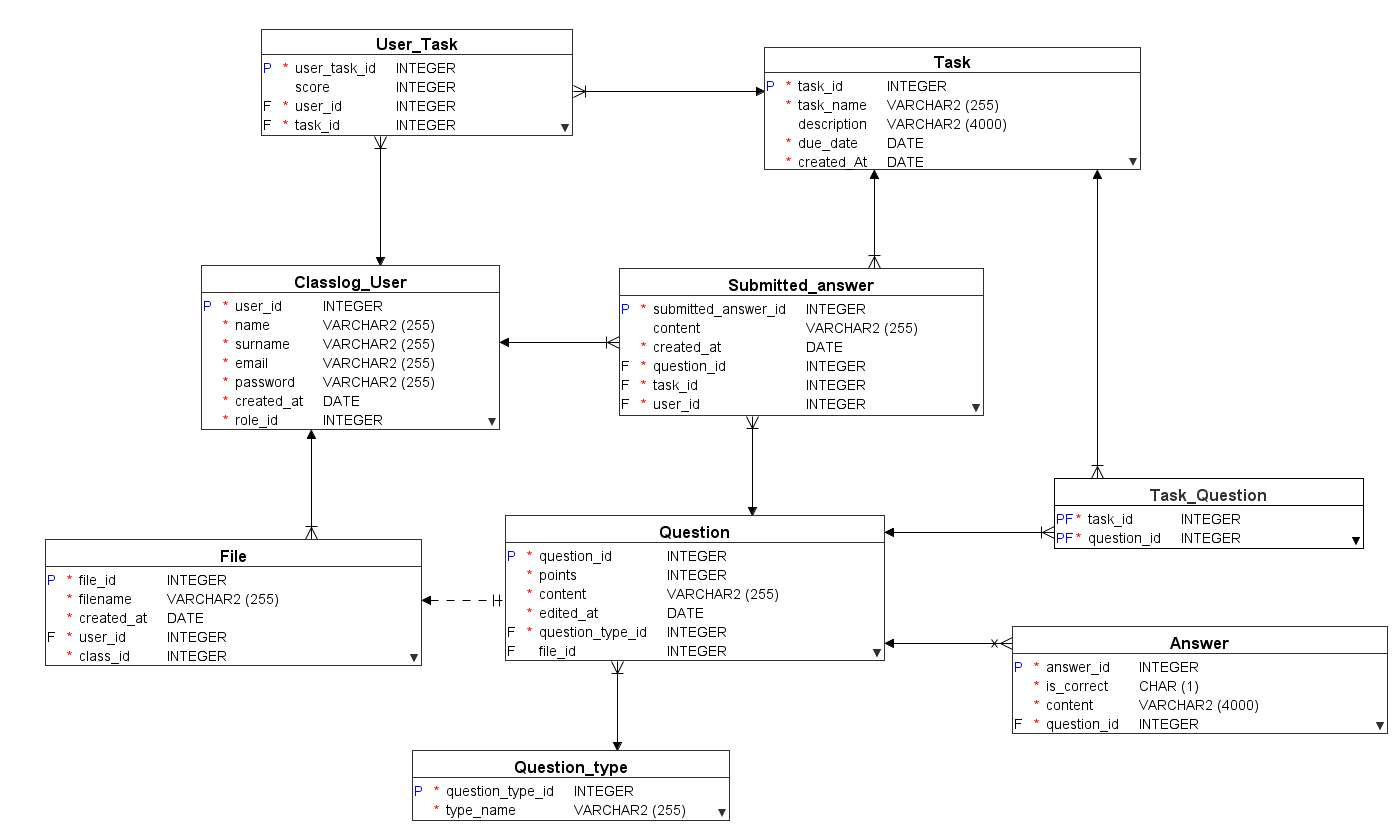 User_Task
P * user_task_id INTEGER
score INTEGER
F * user_id INTEGER
F * task_id INTEGER
Task
P * task_id INTEGER
* task_name VARCHAR2 (255)
description VARCHAR2 (4000)
* due_date DATE
* created_At DATE
Classlog_User
P * user_id INTEGER
* name VARCHAR2 (255)
* surname VARCHAR2 (255)
* email VARCHAR2 (255)
* password VARCHAR2 (255)
* created_at DATE
* role_id INTEGER
Submitted_answer
P * submitted_answer_id INTEGER
content VARCHAR2 (255)
* created_at DATE
F * question_id INTEGER
F * task_id INTEGER
F * user_id INTEGER
Task_Question
PF * task_id INTEGER
PF * question_id INTEGER
File
P * file_id INTEGER
* filename VARCHAR2 (255)
* created_at DATE
F * user_id INTEGER
* class_id INTEGER
Question
P * question_id INTEGER
* points INTEGER
* content VARCHAR2 (255)
* edited_at DATE
F * question_type_id INTEGER
F file_id INTEGER
Answer
P * answer_id INTEGER
* is_correct CHAR (1)
* content VARCHAR2 (4000)
F * question_id INTEGER
Question_type
P * question_type_id INTEGER
* type_name VARCHAR2 (255)